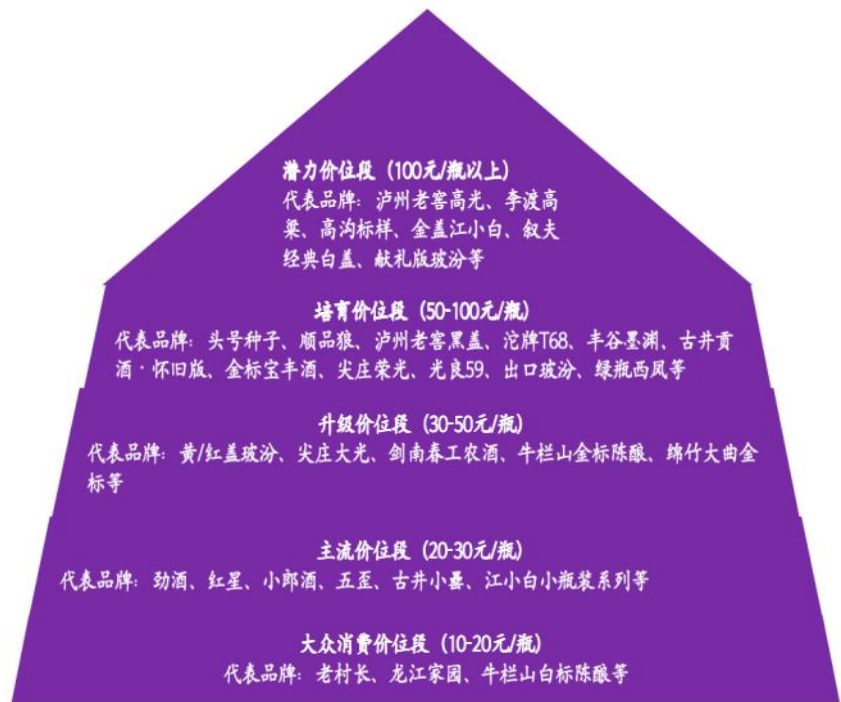 潜力价位段（100元/瓶以上）
代表品牌：泸州老窖高光、李渡高
粱、高沟标样、金盖江小白、叙夫
经典白盖、献礼版玻汾等
培育价位段（50-100元/瓶）
代表品牌：头号种子、顺品狼、泸州老窖黑盖、沱牌T68、丰谷墨渊、古井贡
酒·怀旧版、金标宝丰酒、尖庄荣光、光良59、出口玻汾、绿瓶西凤等
升级价位段（30-50元/瓶）
代表品牌：黄/红盖玻汾、尖庄大光、剑南春工农酒、牛栏山金标陈酿、绵竹大曲金
标等
主流价位段（20-30元/瓶）
代表品牌：劲酒、红星、小郎酒、五歪、古井小罍、江小白小瓶装系列等
大众消费价位段（10-20元/瓶）
代表品牌：老村长、龙江家园、牛栏山白标陈酿等